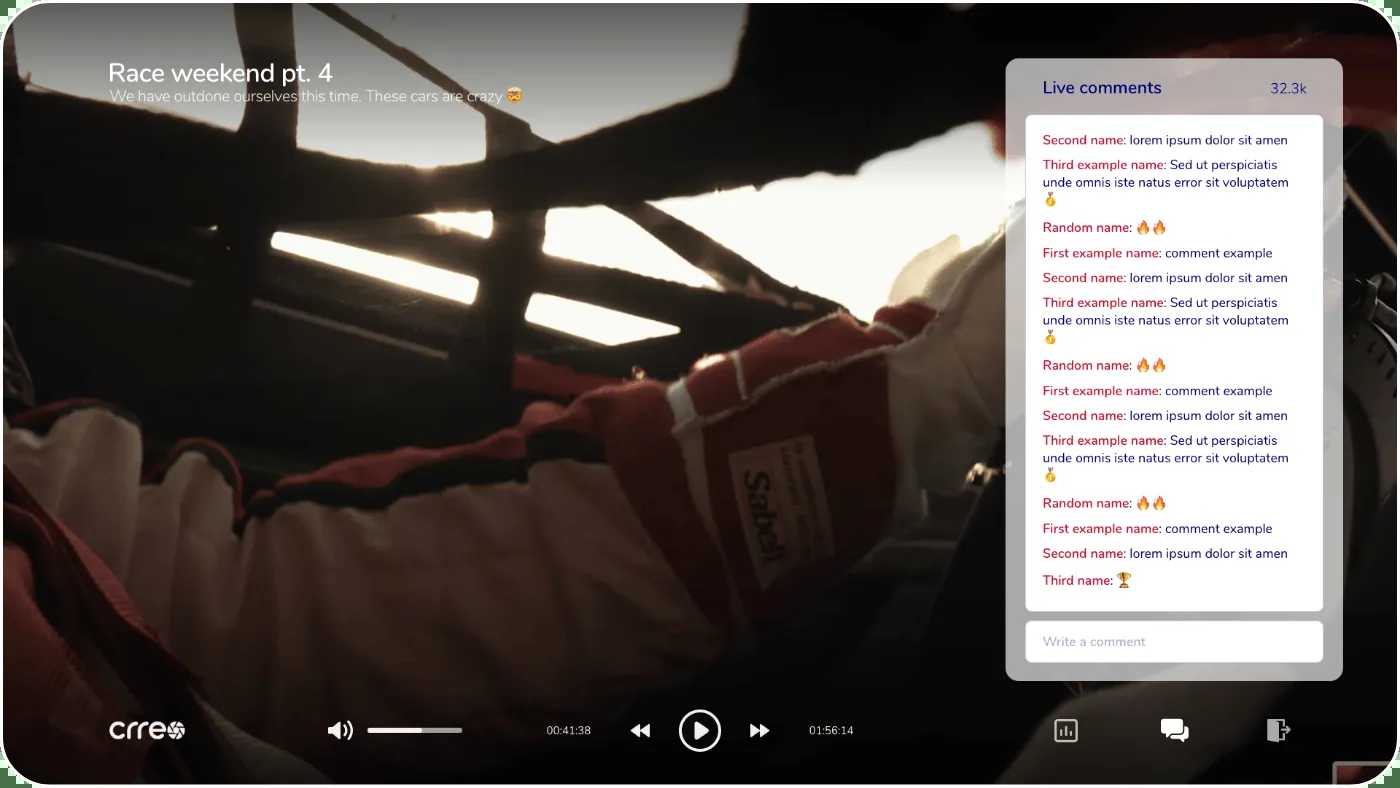 Race weekend pt. 4
We have outdone ourselves this time. These cars are crazy 🤯
Live comments 32.3k
Second name: lorem ipsum dolor sit amen
Third example name: Sed ut perspiciatis
unde omnis iste natus error sit voluptatem
🏅
Random name: 🔥🔥
First example name: comment example
Second name: lorem ipsum dolor sit amen
Third example name: Sed ut perspiciatis
unde omnis iste natus error sit voluptatem
🏅
Random name: 🔥🔥
First example name: comment example
Second name: lorem ipsum dolor sit amen
Third example name: Sed ut perspiciatis
unde omnis iste natus error sit voluptatem
🏅
Random name: 🔥🔥
First example name: comment example
Second name: lorem ipsum dolor sit amen
Third name: 🏆
Write a comment
Sabelt
crreo
00:41:38
01:56:14